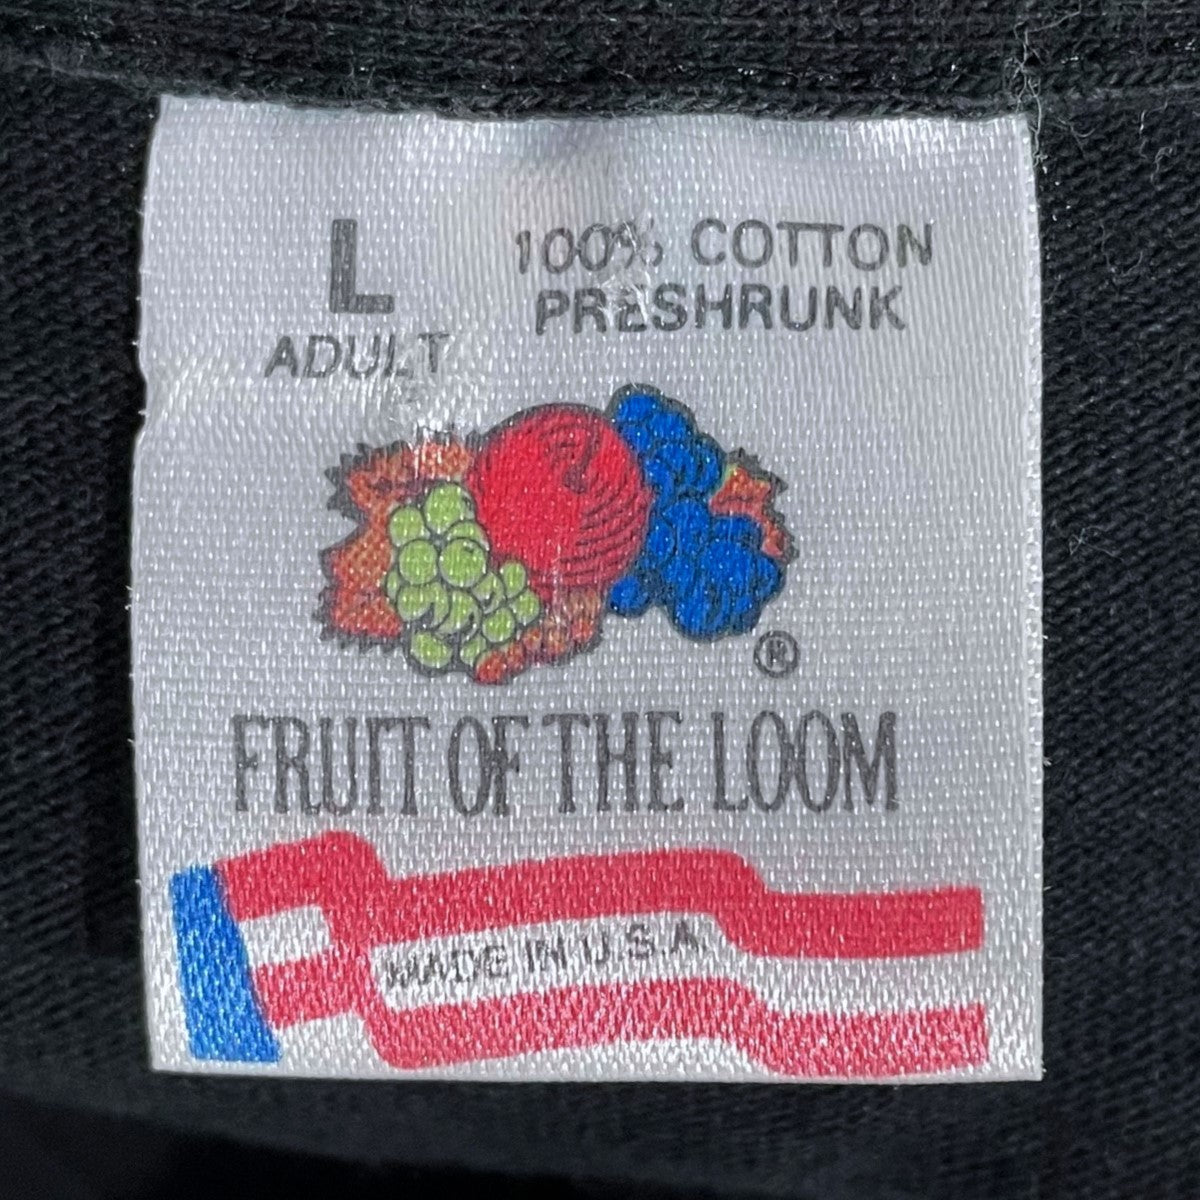 L
ADULT
100% COTTON
PRESHRUNK
®
FRUIT OF THE LOOM
MADE IN U.S.A.